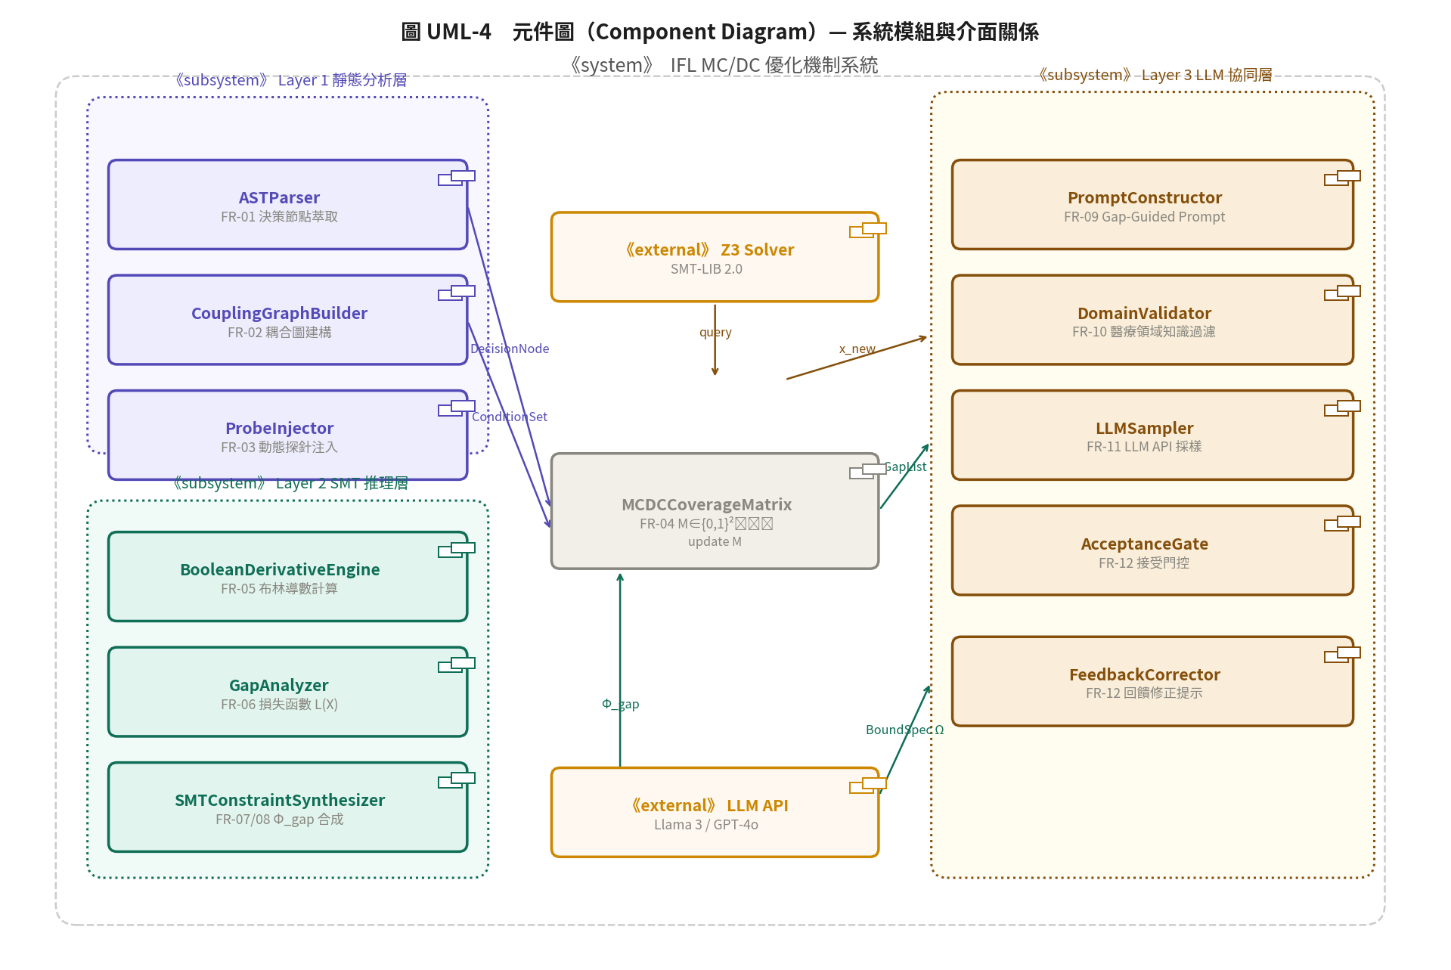 圖 UML-4　元件圖（Component Diagram）— 系統模組與介面關係
《system》 IFL MC/DC 優化機制系統
《subsystem》 Layer 1 靜態分析層
ASTParser
FR-01 決策節點萃取
CouplingGraphBuilder
FR-02 耦合圖建構
ProbeInjector
FR-03 動態探針注入
《subsystem》 Layer 2 SMT 推理層
BooleanDerivativeEngine
FR-05 布林導數計算
GapAnalyzer
FR-06 損失函數 L(X)
SMTConstraintSynthesizer
FR-07/08 Φ_gap 合成
DecisionNode
ConditionSet
《external》 Z3 Solver
SMT-LIB 2.0
query
x_new
MCDCCoverageMatrix
FR-04 M∈{0,1}²
update M
GapList
Φ_gap
BoundSpec Ω
《external》 LLM API
Llama 3 / GPT-4o
《subsystem》 Layer 3 LLM 協同層
PromptConstructor
FR-09 Gap-Guided Prompt
DomainValidator
FR-10 醫療領域知識過濾
LLMSampler
FR-11 LLM API 採樣
AcceptanceGate
FR-12 接受門控
FeedbackCorrector
FR-12 回饋修正提示